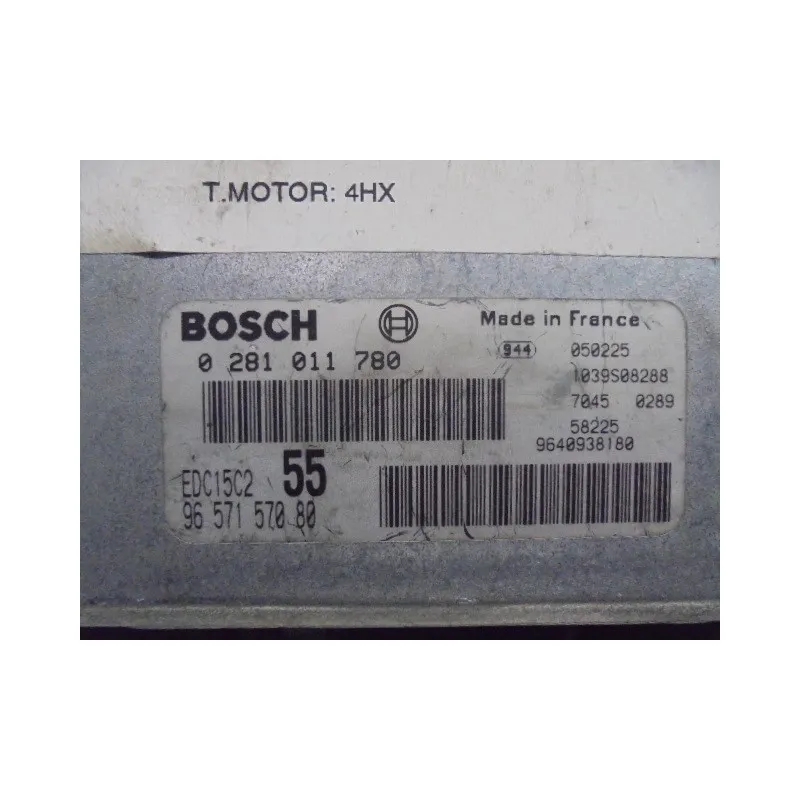 T.MOTOR: 4HX
BOSCH
Made in France
0 281 011 780
944
050225
1039S08288
7045 0289
58225
9640938180
EDC15C2 55
96 571 570 80